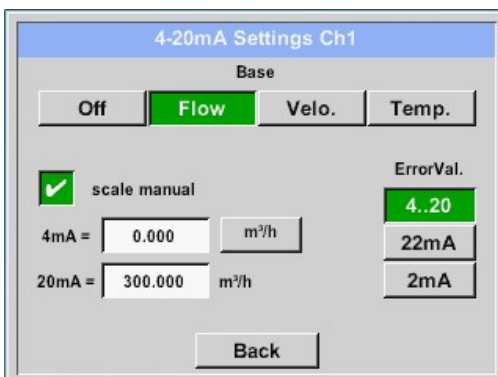 4-20mA Settings Ch1
Base
Off Flow Velo. Temp.
ErrorVal.
✔ scale manual
4..20
4mA = 0.000 m³/h
22mA
20mA = 300.000 m³/h
2mA
Back